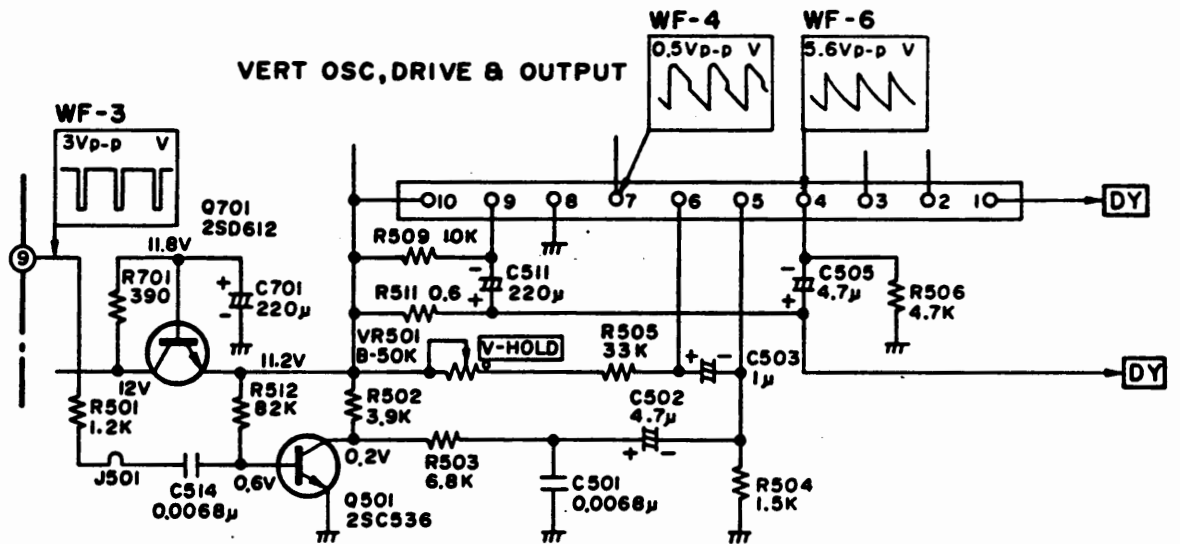 WF-4
WF-6
0.5Vp-p V
5.6Vp-p V
VERT OSC, DRIVE & OUTPUT
WF-3
3Vp-p V
Q701
2SD612
9
11.8V
R701
390
+
-
C701
220μ
12V
11.2V
10 9 8 7 6 5 4 3 2 1
DY
R509 10K
-
+
C511
220μ
R511 0.6
-
+
C505
4.7μ
R506
4.7K
VR501
B-50K
V-HOLD
R505
33K
+ -
C503
1μ
DY
R501
1.2K
R512
82K
R502
3.9K
C502
4.7μ
+ -
J501
C514
0.0068μ
0.6V
0.2V
R503
6.8K
Q501
2SC536
C501
0.0068μ
R504
1.5K